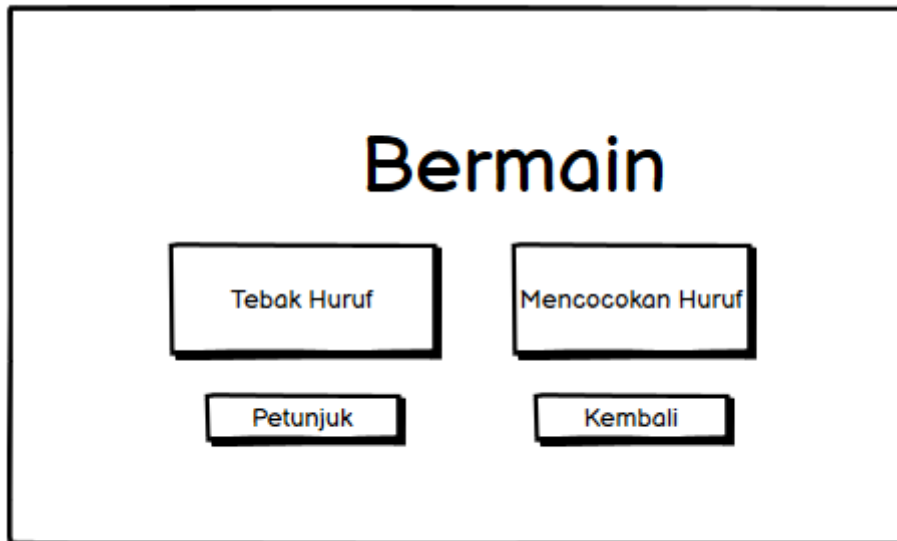 Bermain
Tebak Huruf
Mencocokan Huruf
Petunjuk
Kembali